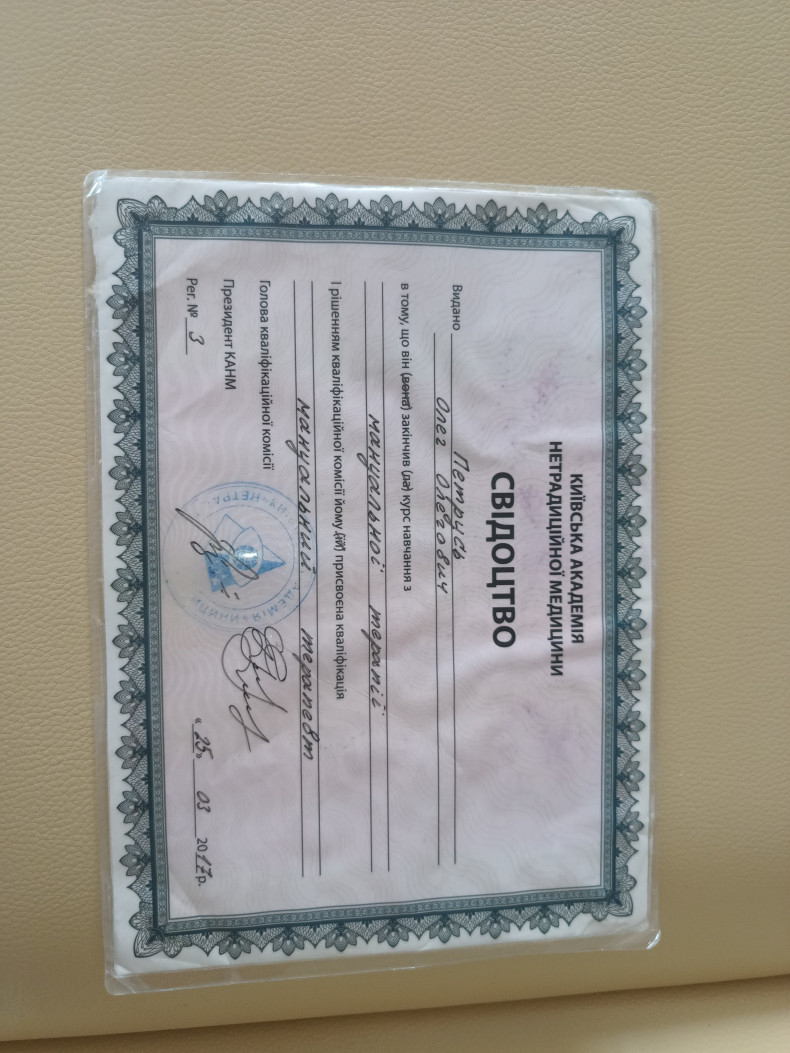 КИЇВСЬКА АКАДЕМІЯ
НЕТРАДИЦІЙНОЇ МЕДИЦИНИ
СВІДОЦТВО
Видано Петрусь
Олег Олегович
в тому, що він (вона) закінчив (ла) курс навчання з
мануальної терапії
І рішенням кваліфікаційної комісії йому (їй) присвоєна кваліфікація
мануальний терапевт
Голова кваліфікаційної комісії
Президент КАНМ
Рег. № 3 « 25 » 03 2017 р.